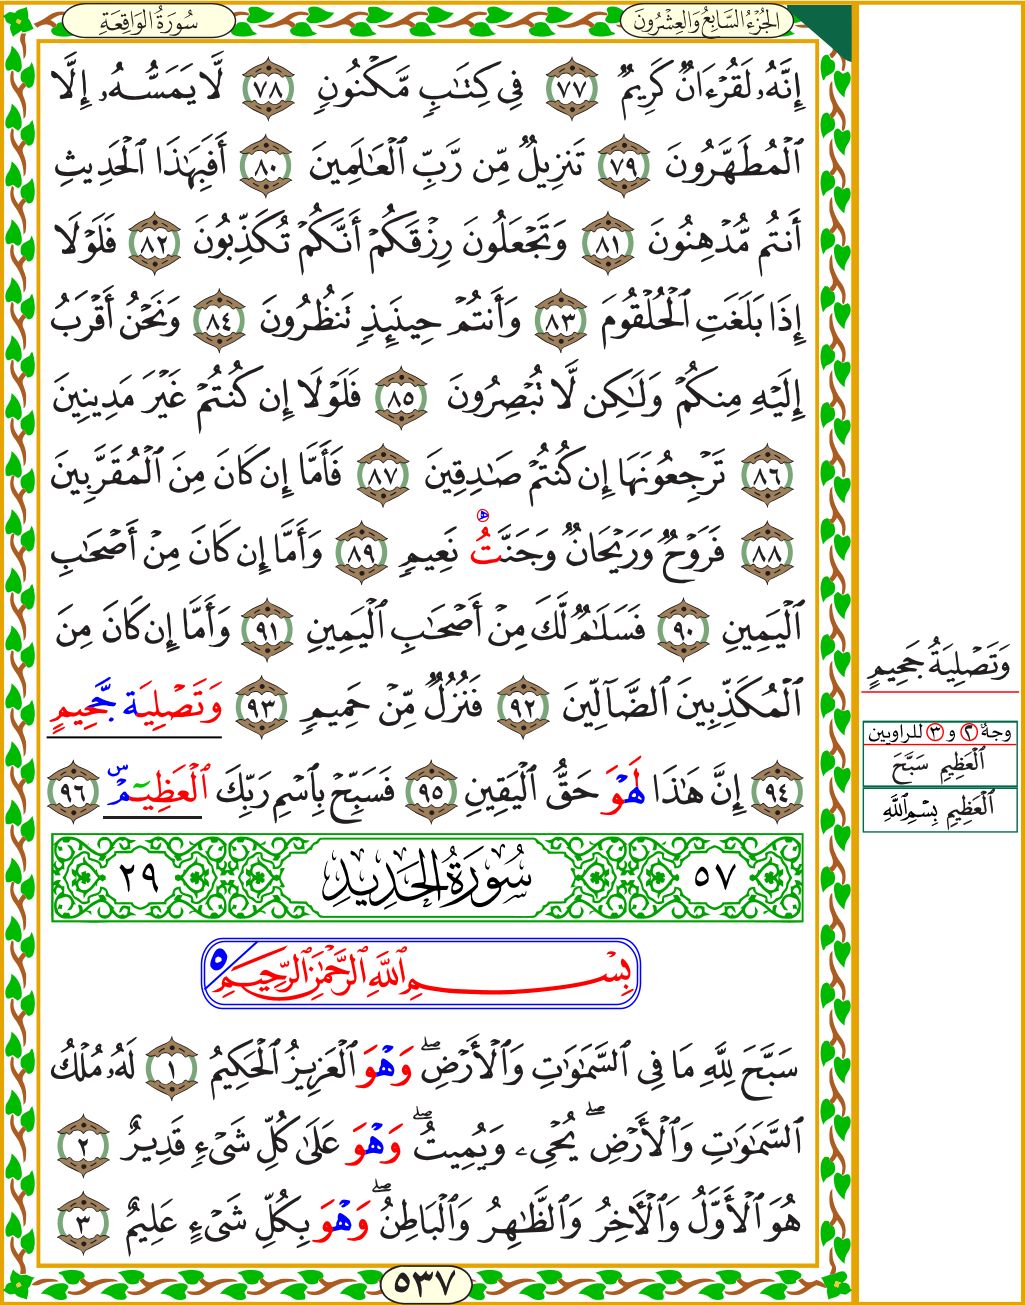 الجُزْءُ السَّابِعُ وَالعِشْرُونَ
سُورَةُ الوَاقِعَةِ
إِنَّهُۥ لَقُرْءَانٌ كَرِيمٌ ٧٧ فِى كِتَـٰبٍ مَّكْنُونٍ ٧٨ لَّا يَمَسُّهُۥ إِلَّا
ٱلْمُطَهَّرُونَ ٧٩ تَنزِيلٌ مِّن رَّبِّ ٱلْعَـٰلَمِينَ ٨٠ أَفَبِهَـٰذَا ٱلْحَدِيثِ
أَنتُم مُّدْهِنُونَ ٨١ وَتَجْعَلُونَ رِزْقَكُمْ أَنَّكُمْ تُكَذِّبُونَ ٨٢ فَلَوْلَا
إِذَا بَلَغَتِ ٱلْحُلْقُومَ ٨٣ وَأَنتُمْ حِينَئِذٍ تَنظُرُونَ ٨٤ وَنَحْنُ أَقْرَبُ
إِلَيْهِ مِنكُمْ وَلَـٰكِن لَّا تُبْصِرُونَ ٨٥ فَلَوْلَا إِن كُنتُمْ غَيْرَ مَدِينِينَ
٨٦ تَرْجِعُونَهَا إِن كُنتُمْ صَـٰدِقِينَ ٨٧ فَأَمَّا إِن كَانَ مِنَ ٱلْمُقَرَّبِينَ
٨٨ فَرَوْحٌ وَرَيْحَانٌ وَجَنَّتُ نَعِيمٍ ٨٩ وَأَمَّا إِن كَانَ مِنْ أَصْحَـٰبِ
ٱلْيَمِينِ ٩٠ فَسَلَـٰمٌ لَّكَ مِنْ أَصْحَـٰبِ ٱلْيَمِينِ ٩١ وَأَمَّا إِن كَانَ مِنَ
ٱلْمُكَذِّبِينَ ٱلضَّآلِّينَ ٩٢ فَنُزُلٌ مِّنْ حَمِيمٍ ٩٣ وَتَصْلِيَة جَّحِيمٍ
٩٤ إِنَّ هَـٰذَا لَهْوَ حَقُّ ٱلْيَقِينِ ٩٥ فَسَبِّحْ بِٱسْمِ رَبِّكَ ٱلْعَظِيم مّْ ٩٦
٥٧ سُورَةُ الحَدِيدِ ٢٩
بِسْمِ ٱللَّهِ ٱلرَّحْمَـٰنِ ٱلرَّحِيمِ ٥
سَبَّحَ لِلَّهِ مَا فِى ٱلسَّمَـٰوَٰتِ وَٱلْأَرْضِ ۖ وَهْوَ ٱلْعَزِيزُ ٱلْحَكِيمُ ١ لَهُۥ مُلْكُ
ٱلسَّمَـٰوَٰتِ وَٱلْأَرْضِ ۖ يُحْىِۦ وَيُمِيتُ ۖ وَهْوَ عَلَىٰ كُلِّ شَىْءٍ قَدِيرٌ ٢
هُوَ ٱلْأَوَّلُ وَٱلْـَٔاخِرُ وَٱلظَّـٰهِرُ وَٱلْبَاطِنُ ۖ وَهْوَ بِكُلِّ شَىْءٍ عَلِيمٌ ٣
٥٣٧
وَتَصْلِيَةُ جَحِيمٍ
وجهُ ٢ و ٣ للراويين
ٱلْعَظِيمِ سَبَّحَ
ٱلْعَظِيمِ بِسْمِ ٱللَّهِ